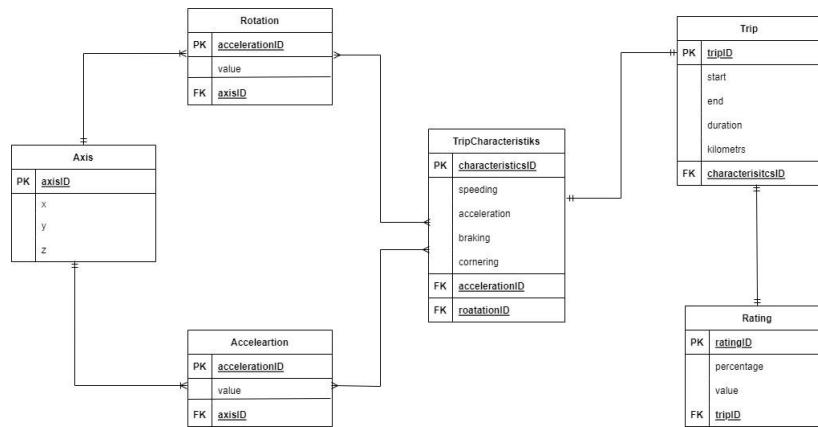 Rotation
PK accelerationID
value
FK axisID
Trip
PK tripID
start
end
duration
kilometrs
FK characterisitcsID
Axis
PK axisID
x
y
z
TripCharacteristiks
PK characteristicsID
speeding
acceleration
braking
cornering
FK accelerationID
FK roatationID
Acceleartion
PK accelerationID
value
FK axisID
Rating
PK ratingID
percentage
value
FK tripID